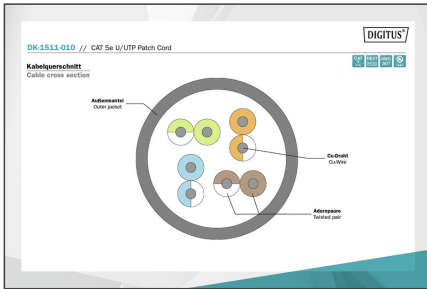 DIGITUS®
DK-1511-010 // CAT 5e U/UTP Patch Cord
Kabelquerschnitt
Cable cross section
Außenmantel
Outer jacket
Cu-Draht
Cu-Wire
Adernpaare
Twisted pair